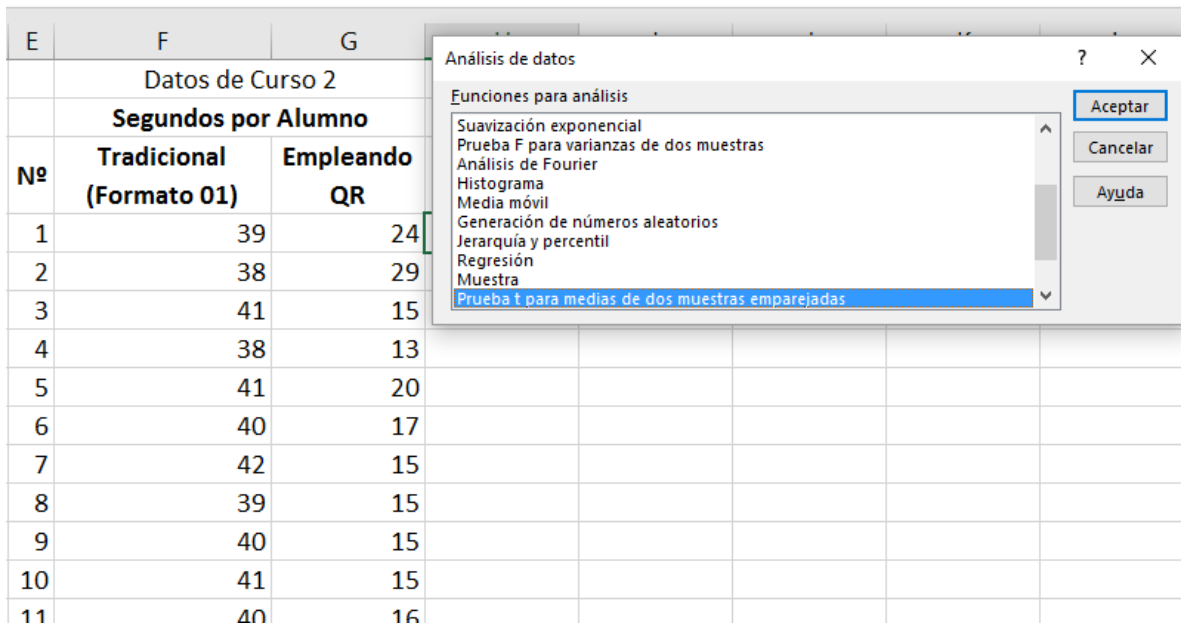 E F G
Datos de Curso 2
Segundos por Alumno
Nº Tradicional (Formato 01) Empleando QR
1 39 24
2 38 29
3 41 15
4 38 13
5 41 20
6 40 17
7 42 15
8 39 15
9 40 15
10 41 15
11 40 16
Análisis de datos ? ×
Funciones para análisis
Suavización exponencial
Prueba F para varianzas de dos muestras
Análisis de Fourier
Histograma
Media móvil
Generación de números aleatorios
Jerarquía y percentil
Regresión
Muestra
Prueba t para medias de dos muestras emparejadas
Aceptar
Cancelar
Ayuda